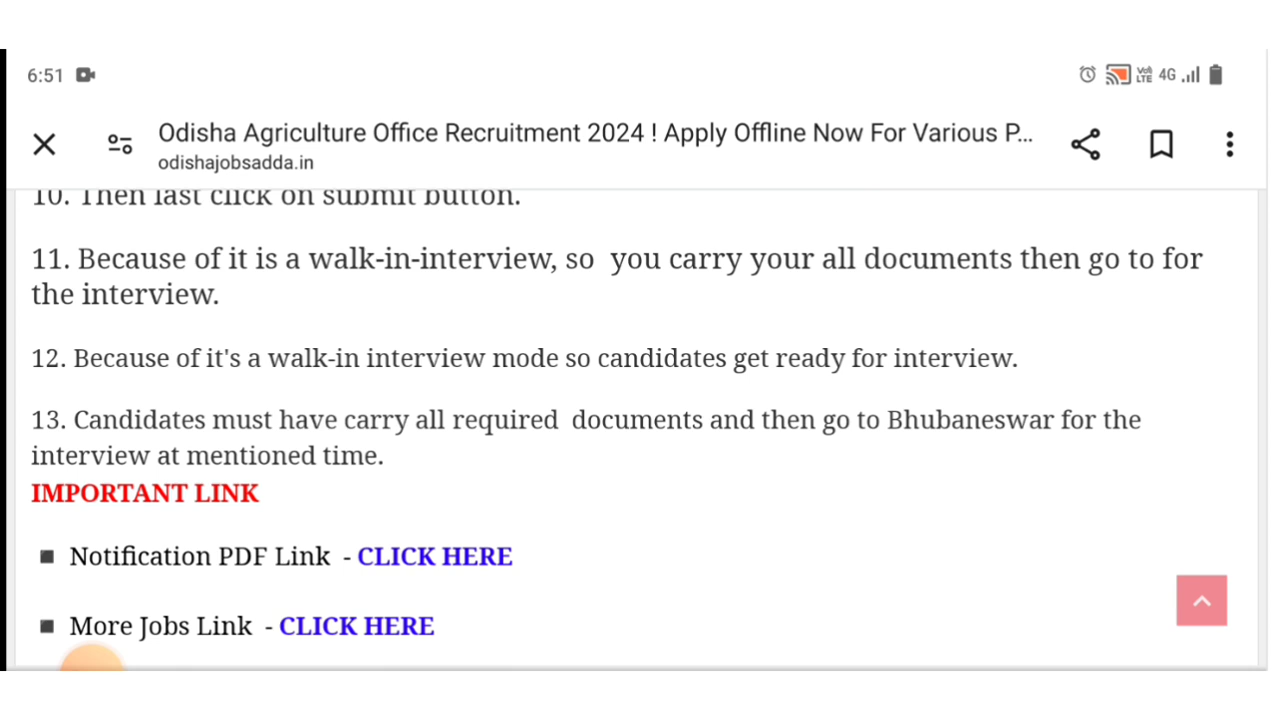 6:51
4G
Odisha Agriculture Office Recruitment 2024 ! Apply Offline Now For Various P...
odishajobsadda.in
10. Then last click on submit button.
11. Because of it is a walk-in-interview, so  you carry your all documents then go to for
the interview.
12. Because of it's a walk-in interview mode so candidates get ready for interview.
13. Candidates must have carry all required  documents and then go to Bhubaneswar for the
interview at mentioned time.
IMPORTANT LINK
Notification PDF Link  - CLICK HERE
More Jobs Link  - CLICK HERE